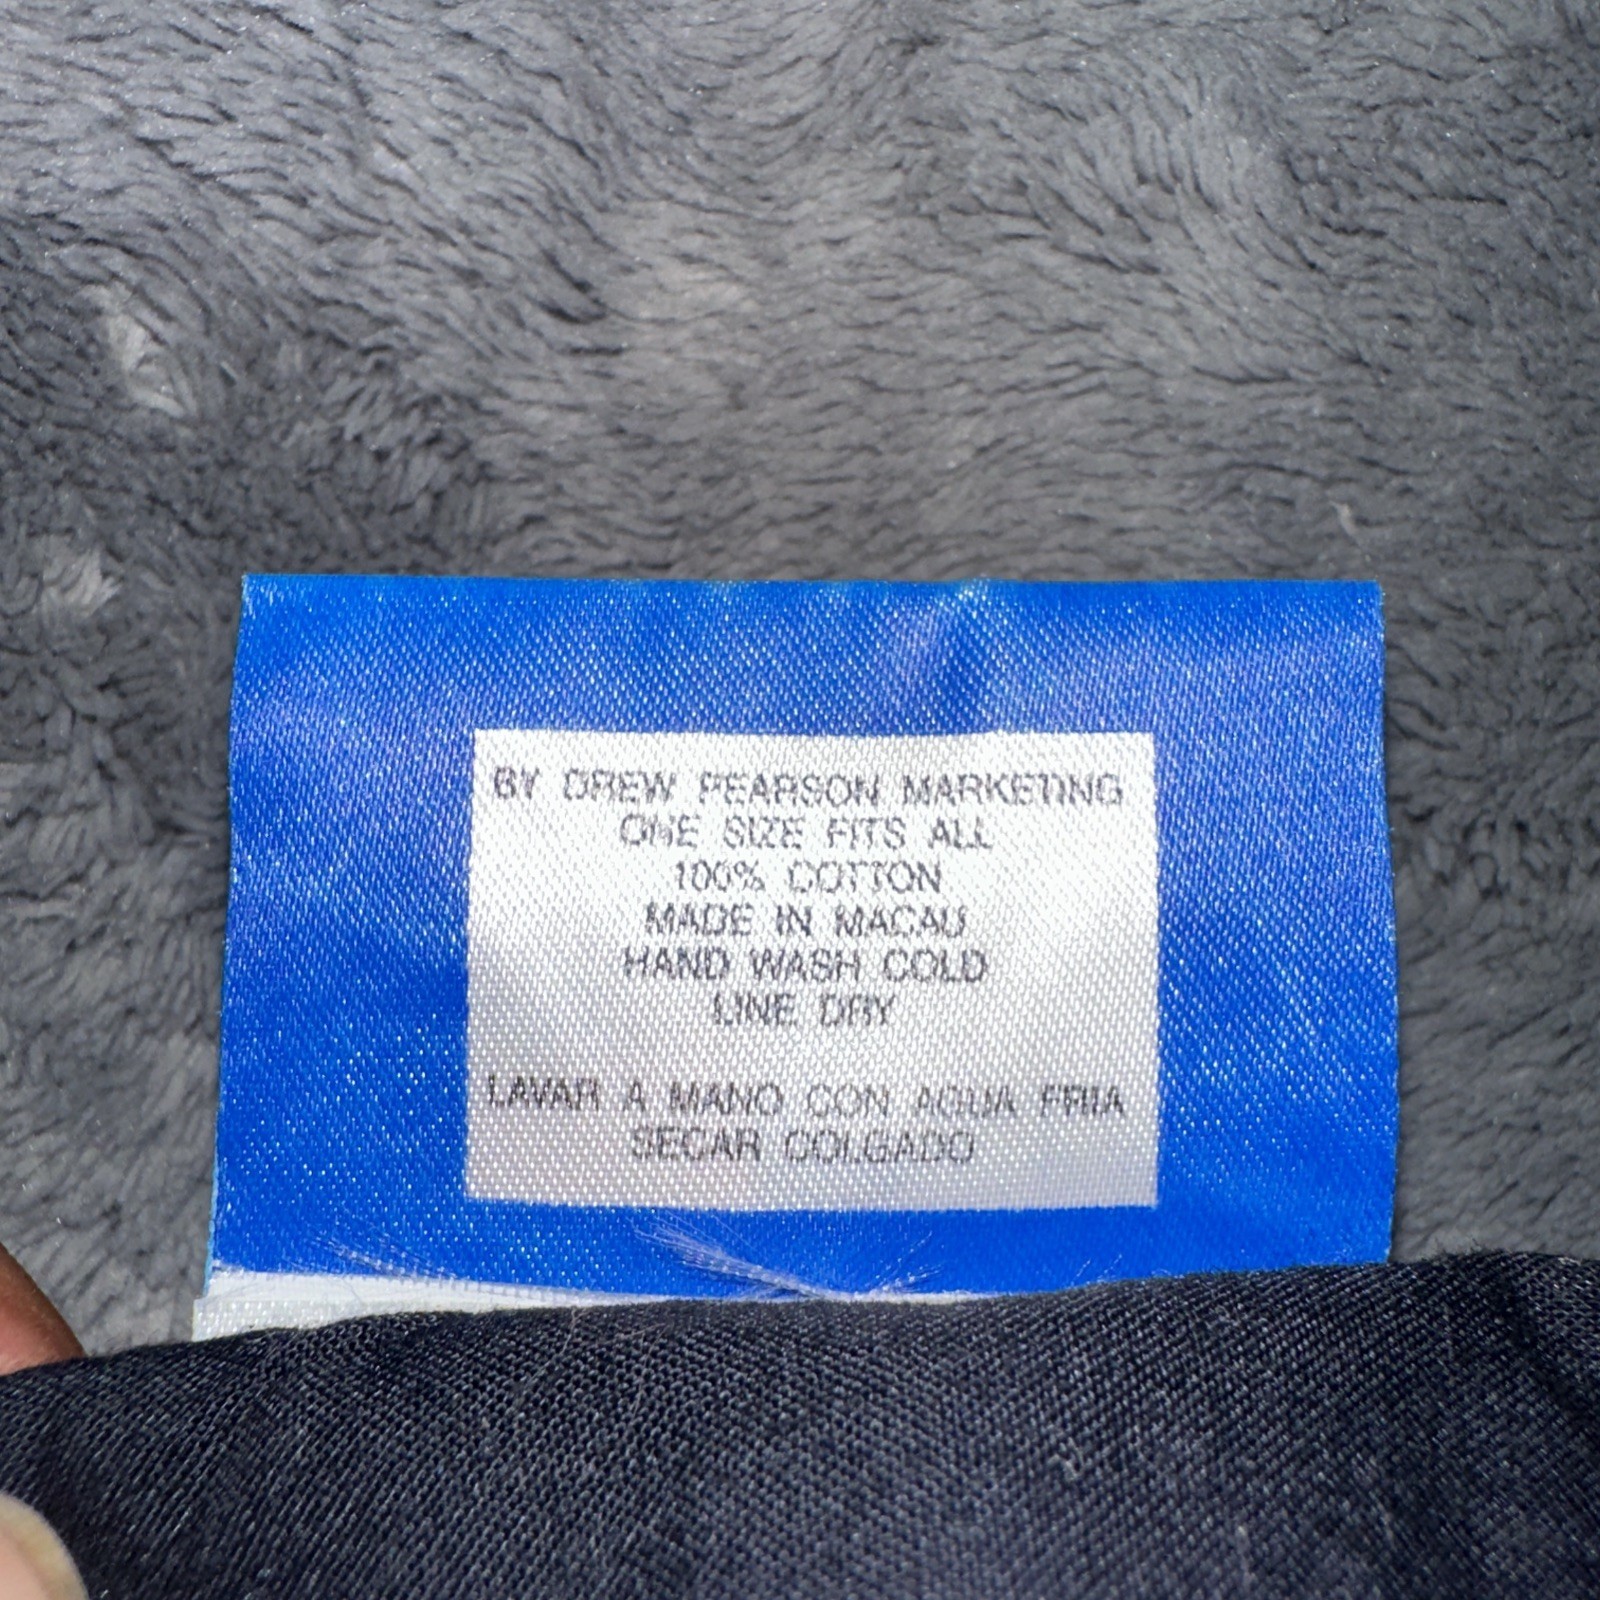 BY DREW PEARSON MARKETING
ONE SIZE FITS ALL
100% COTTON
MADE IN MACAU
HAND WASH COLD
LINE DRY
LAVAR A MANO CON AGUA FRIA
SECAR COLGADO